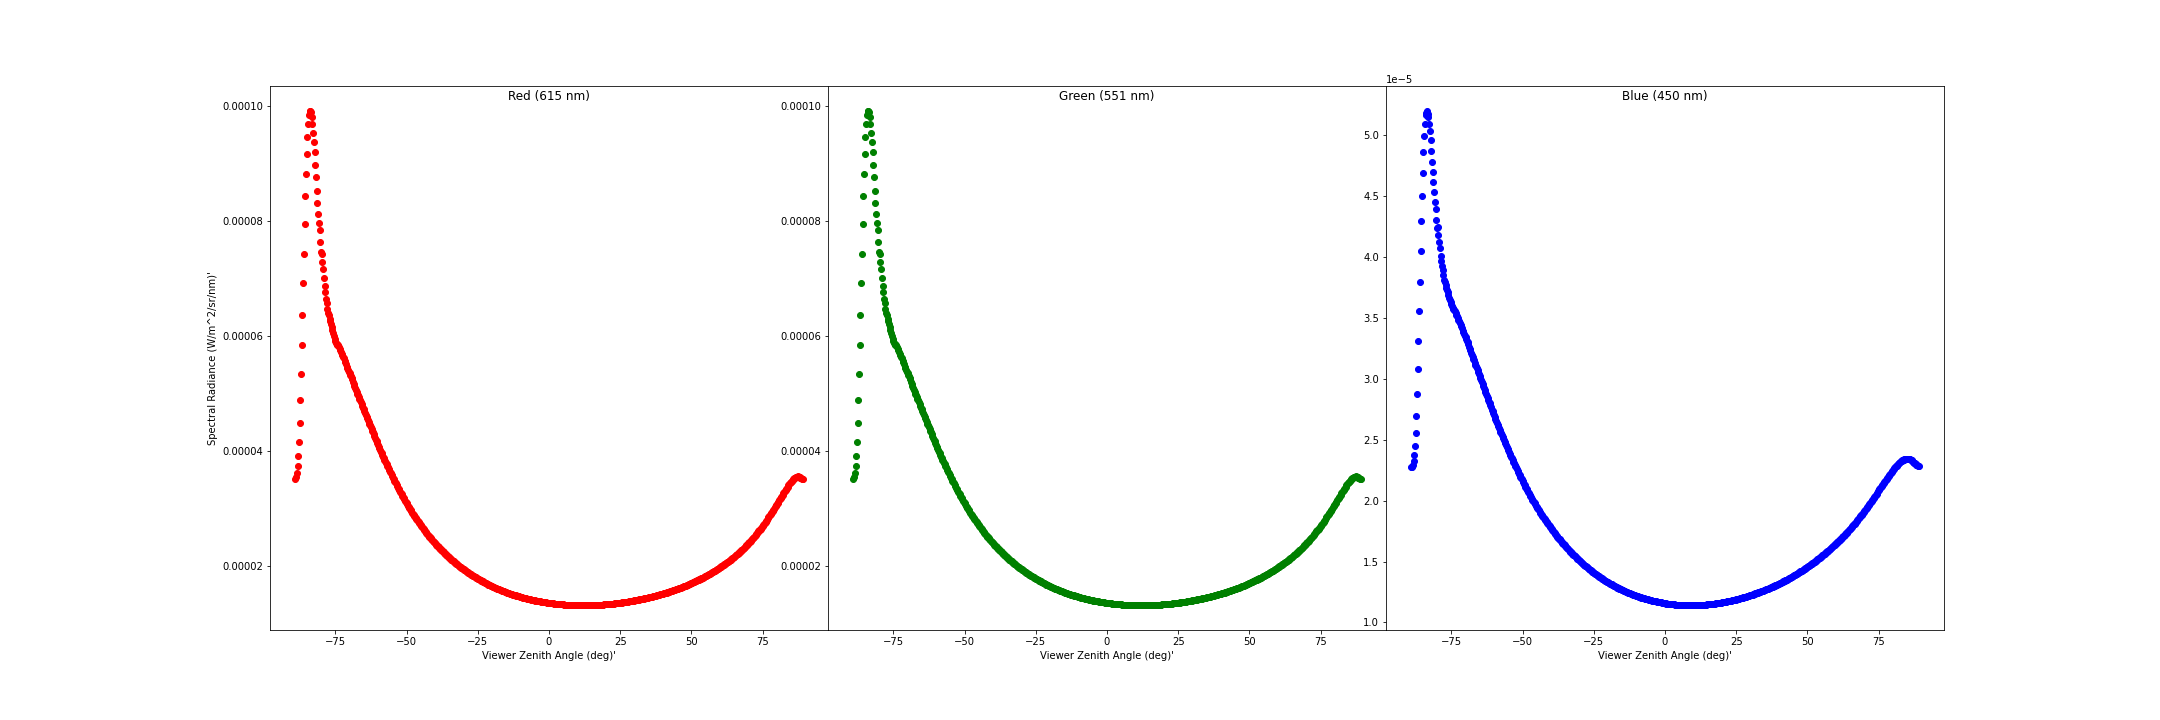 1e−5
Red (615 nm)
Green (551 nm)
Blue (450 nm)
Spectral Radiance (W/m^2/sr/nm)'
0.00010
0.00008
0.00006
0.00004
0.00002
0.00010
0.00008
0.00006
0.00004
0.00002
5.0
4.5
4.0
3.5
3.0
2.5
2.0
1.5
1.0
−75 −50 −25 0 25 50 75
−75 −50 −25 0 25 50 75
−75 −50 −25 0 25 50 75
Viewer Zenith Angle (deg)'
Viewer Zenith Angle (deg)'
Viewer Zenith Angle (deg)'